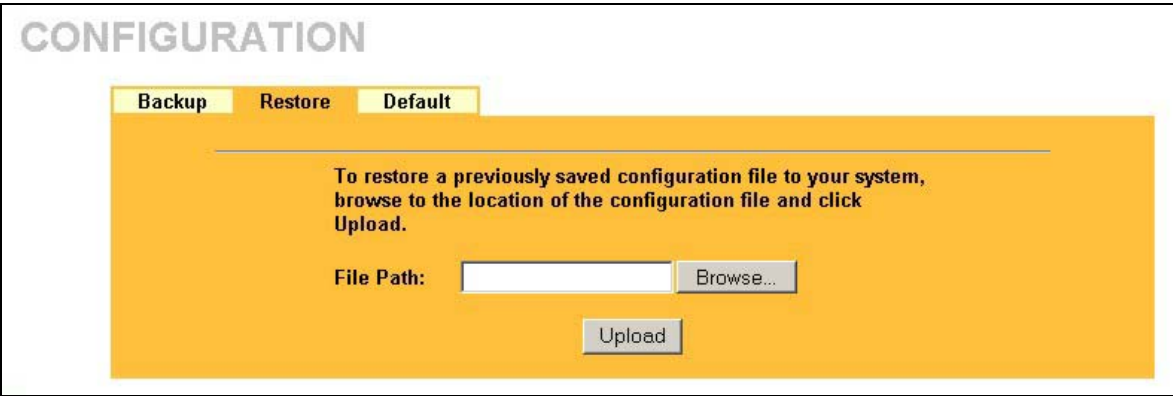 CONFIGURATION
Backup Restore Default
To restore a previously saved configuration file to your system,
browse to the location of the configuration file and click
Upload.
File Path: Browse...
Upload